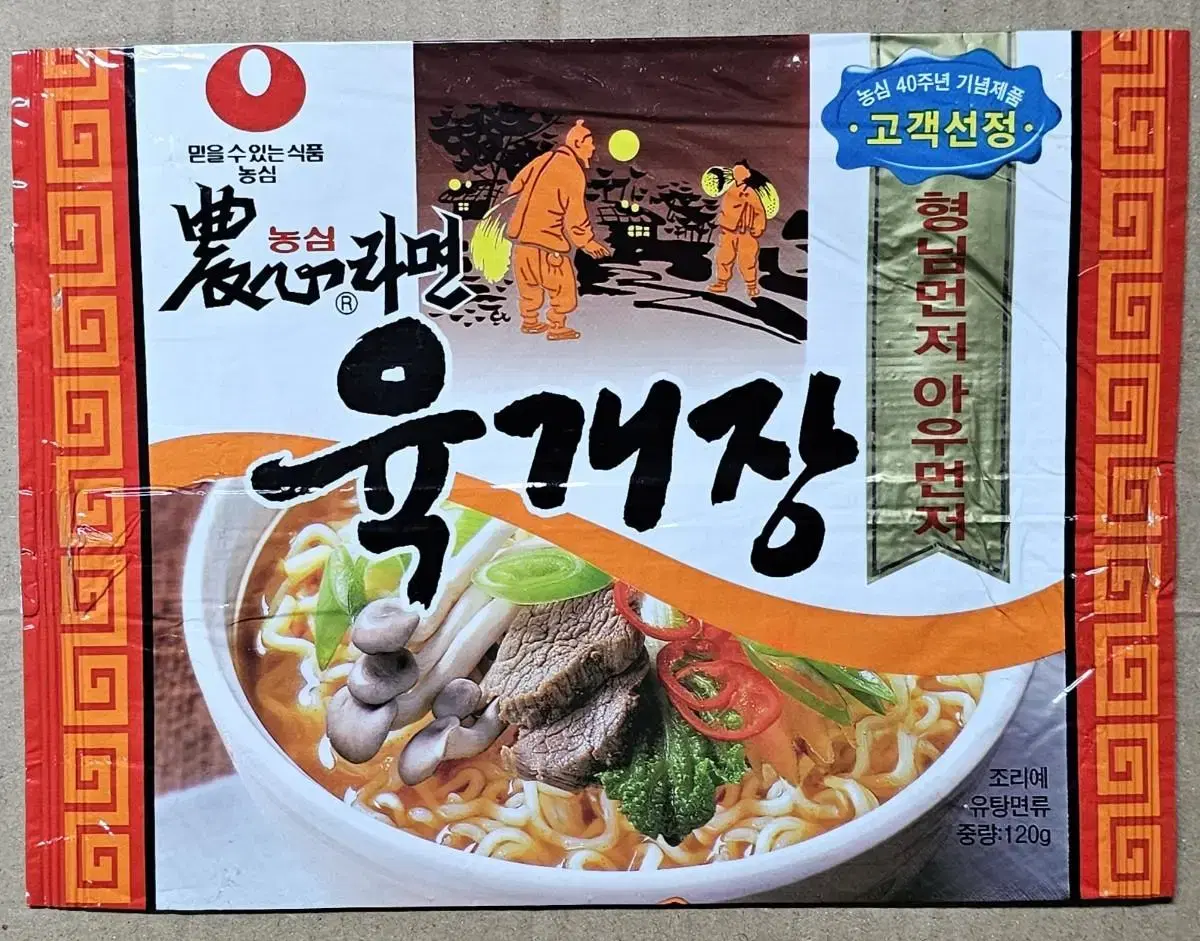 믿을 수 있는 식품
농심
農心 농심 라면
®
육개장
농심 40주년 기념제품
·고객선정·
형님먼저 아우먼저
조리예
유탕면류
중량:120g